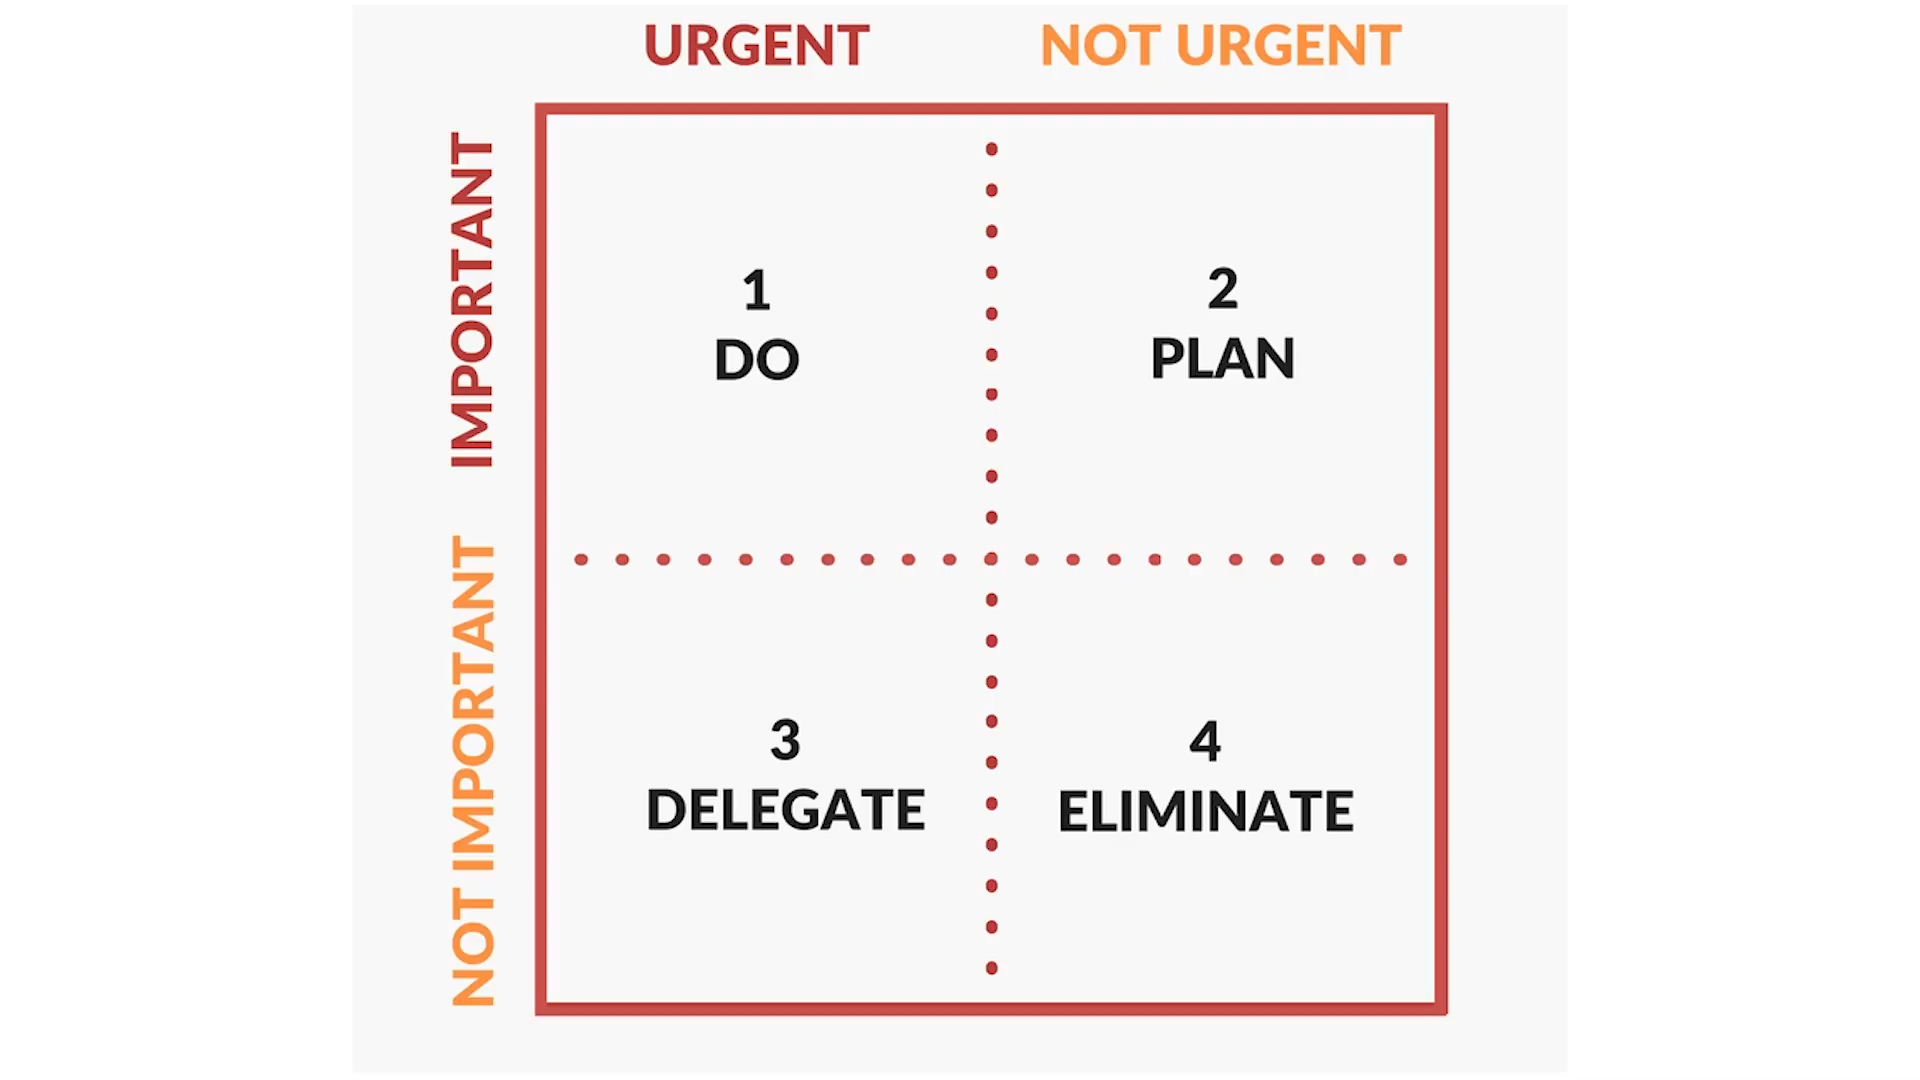 URGENT
NOT URGENT
IMPORTANT
1
DO
2
PLAN
NOT IMPORTANT
3
DELEGATE
4
ELIMINATE